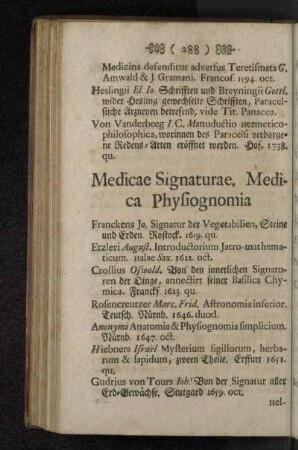 ( 288 )
Medicina defenditur adversus Teretismata G.
Amwald & J. Gramani. Francof. 1594. oct.
Heslingii El. Jo. Schrifften und Breyningii Gottl.
wider Hesling gewechselte Schrifften, Paracel-
sische Arzneyen betrefend, vide Tit. Panacea.
Von Vanderbeeg I. C. Manuductio Hermetico-
philosophica, worinnen des Paracelsi verborge-
ne Redens-Arten eröffnet werden. Hof. 1738.
qu.
Medicae Signaturae, Medi-
ca Physiognomia
Franckens Jo. Signatur der Vegetabilien, Steine
und Erden. Rostock. 1619. qu.
Etzleri August. Introductorium Jatro-mathema-
ticum. Halae Sax. 1612. oct.
Crollius Oswald. Von den innerlichen Signatu-
ren der Dinge, annectirt seiner Basilica Chy-
mica. Franckf. 1623. qu.
Rosencreutzer Marc. Frid. Astronomia inferior.
Teutsch. Nürnb. 1646. duod.
Anonymi Anatomia & Physiognomia simplicium.
Nürnb. 1647. oct.
Hiebners Israël Mysterium sigillorum, herba-
rum & lapidum, zween Theile. Erffurt 1651.
qu.
Gudrius von Tours Joh. Von der Signatur aller
Erd-Gewächse, Stutgard 1659. oct.
Hel-